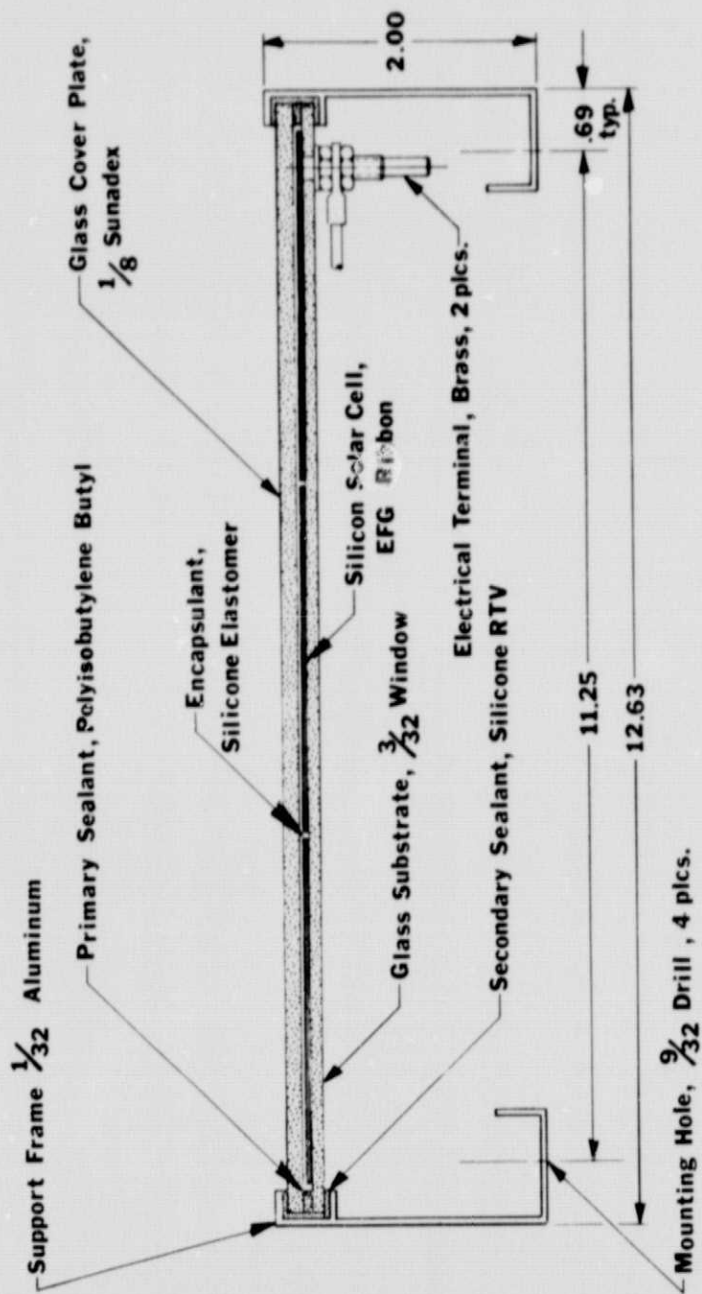 Support Frame 1/32 Aluminum
Primary Sealant, Polyisobutylene Butyl
Encapsulant,
Silicone Elastomer
Glass Cover Plate,
1/8 Sunadex
Silicon Solar Cell,
EFG Ribbon
Glass Substrate, 3/32 Window
Electrical Terminal, Brass, 2 plcs.
Secondary Sealant, Silicone RTV
2.00
.69
typ.
11.25
12.63
Mounting Hole, 9/32 Drill, 4 plcs.